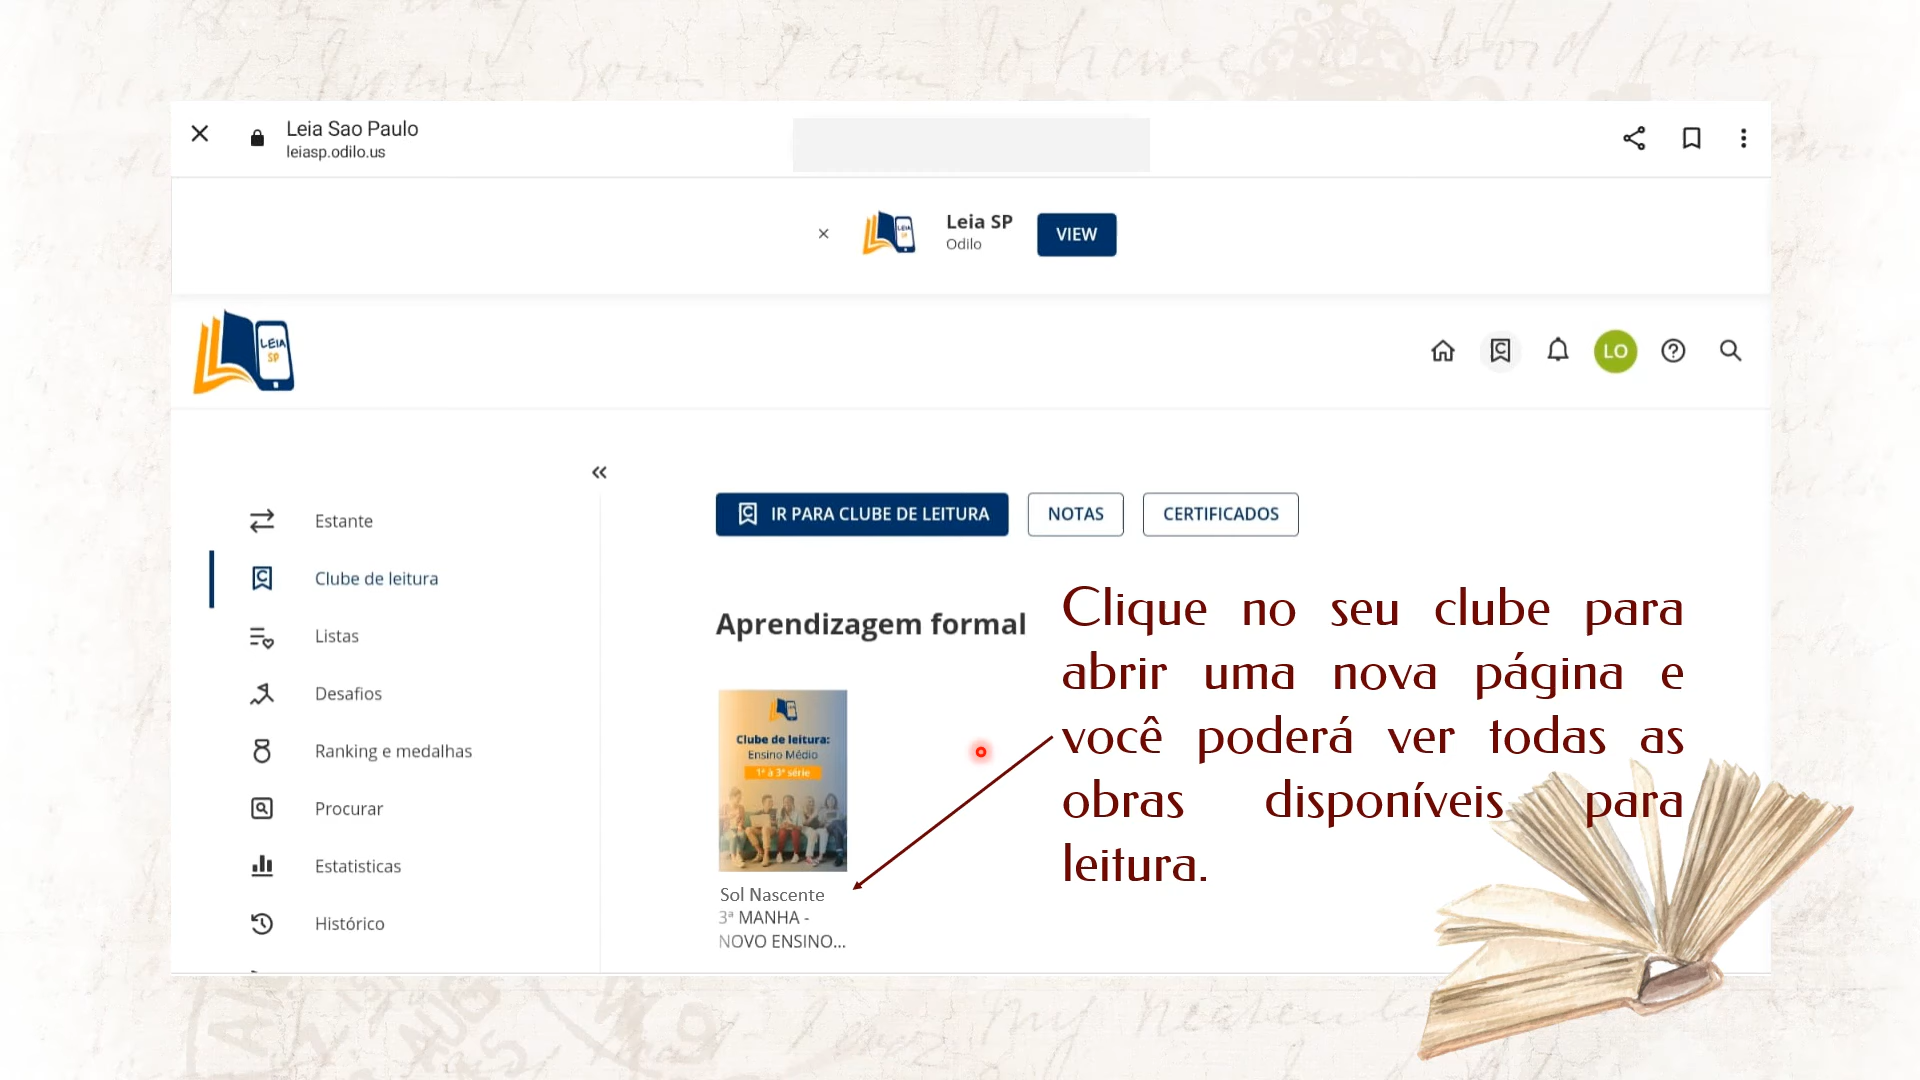 Leia Sao Paulo
leiasp.odilo.us
Leia SP
Odilo
VIEW
LEIA
SP
LO
IR PARA CLUBE DE LEITURA
NOTAS
CERTIFICADOS
Estante
Clube de leitura
Listas
Desafios
Ranking e medalhas
Procurar
Estatisticas
Histórico
Aprendizagem formal
Clube de leitura:
Ensino Médio
1ª à 3ª série
Sol Nascente
3ª MANHA -
NOVO ENSINO...
Clique no seu clube para
abrir uma nova página e
você poderá ver todas as
obras disponíveis para
leitura.